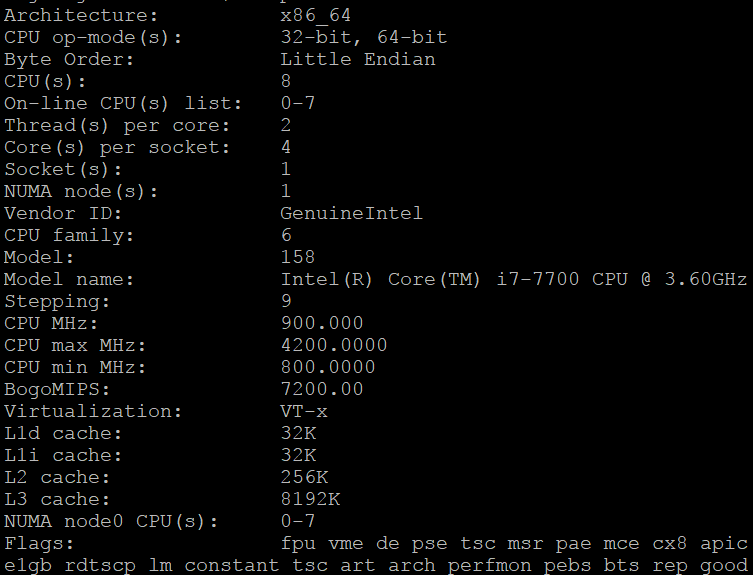 Architecture:          x86_64
CPU op-mode(s):        32-bit, 64-bit
Byte Order:            Little Endian
CPU(s):                8
On-line CPU(s) list:   0-7
Thread(s) per core:    2
Core(s) per socket:    4
Socket(s):             1
NUMA node(s):          1
Vendor ID:             GenuineIntel
CPU family:            6
Model:                 158
Model name:            Intel(R) Core(TM) i7-7700 CPU @ 3.60GHz
Stepping:              9
CPU MHz:               900.000
CPU max MHz:           4200.0000
CPU min MHz:           800.0000
BogoMIPS:              7200.00
Virtualization:        VT-x
L1d cache:             32K
L1i cache:             32K
L2 cache:              256K
L3 cache:              8192K
NUMA node0 CPU(s):     0-7
Flags:                 fpu vme de pse tsc msr pae mce cx8 apic
e1gb rdtscp lm constant tsc art arch perfmon pebs bts rep good